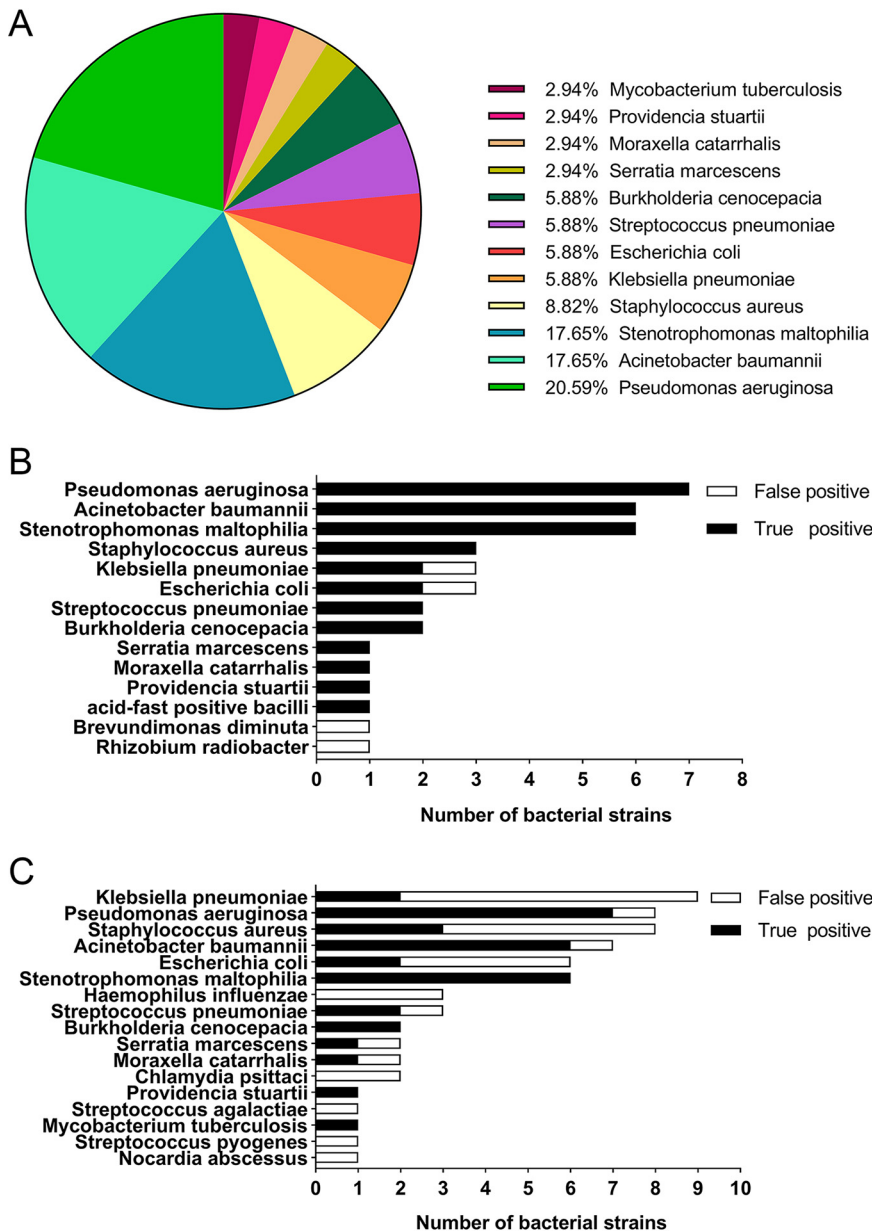 A
2.94% Mycobacterium tuberculosis
2.94% Providencia stuartii
2.94% Moraxella catarrhalis
2.94% Serratia marcescens
5.88% Burkholderia cenocepacia
5.88% Streptococcus pneumoniae
5.88% Escherichia coli
5.88% Klebsiella pneumoniae
8.82% Staphylococcus aureus
17.65% Stenotrophomonas maltophilia
17.65% Acinetobacter baumannii
20.59% Pseudomonas aeruginosa
B
Pseudomonas aeruginosa
Acinetobacter baumannii
Stenotrophomonas maltophilia
Staphylococcus aureus
Klebsiella pneumoniae
Escherichia coli
Streptococcus pneumoniae
Burkholderia cenocepacia
Serratia marcescens
Moraxella catarrhalis
Providencia stuartii
acid-fast positive bacilli
Brevundimonas diminuta
Rhizobium radiobacter
False positive
True positive
0 1 2 3 4 5 6 7 8
Number of bacterial strains
C
Klebsiella pneumoniae
Pseudomonas aeruginosa
Staphylococcus aureus
Acinetobacter baumannii
Escherichia coli
Stenotrophomonas maltophilia
Haemophilus influenzae
Streptococcus pneumoniae
Burkholderia cenocepacia
Serratia marcescens
Moraxella catarrhalis
Chlamydia psittaci
Providencia stuartii
Streptococcus agalactiae
Mycobacterium tuberculosis
Streptococcus pyogenes
Nocardia abscessus
False positive
True positive
0 1 2 3 4 5 6 7 8 9 10
Number of bacterial strains